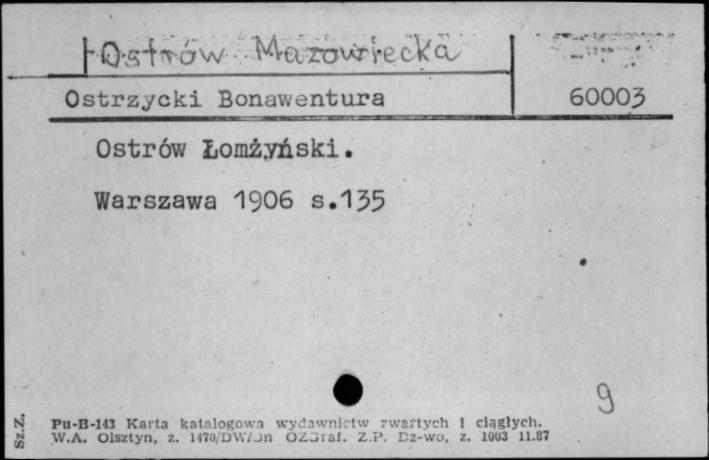 Ostrów Mazowiecka
Ostrzycki Bonawentura 60003
Ostrów Łomżyński.
Warszawa 1906 s.135
9
Sz.Z.
Pu-B-143 Karta katalogowa wydawnictw zwartych i ciągłych.
W.A. Olsztyn, z. 1470/DW/Jn OZGraf. Z.P. Dz-wo, z. 1003 11.87